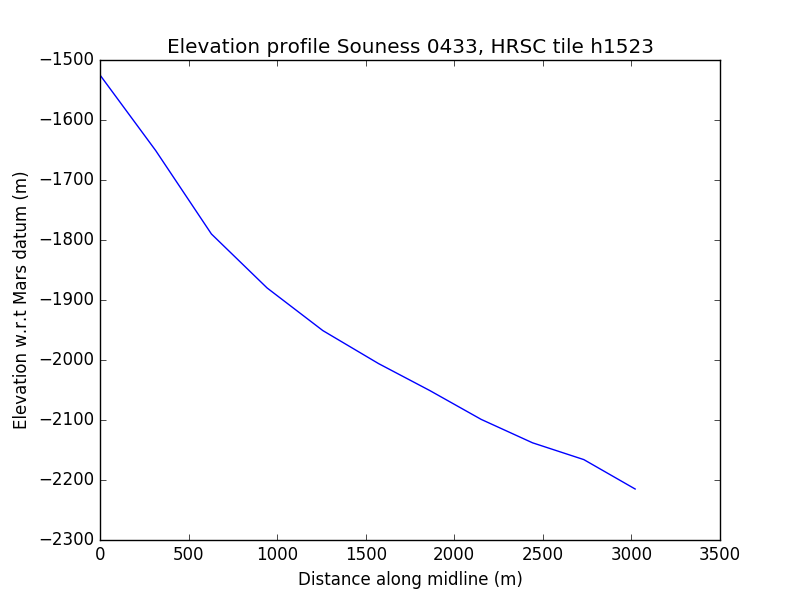 Elevation profile Souness 0433, HRSC tile h1523
Elevation w.r.t Mars datum (m)
−1500
−1600
−1700
−1800
−1900
−2000
−2100
−2200
−2300
0 500 1000 1500 2000 2500 3000 3500
Distance along midline (m)